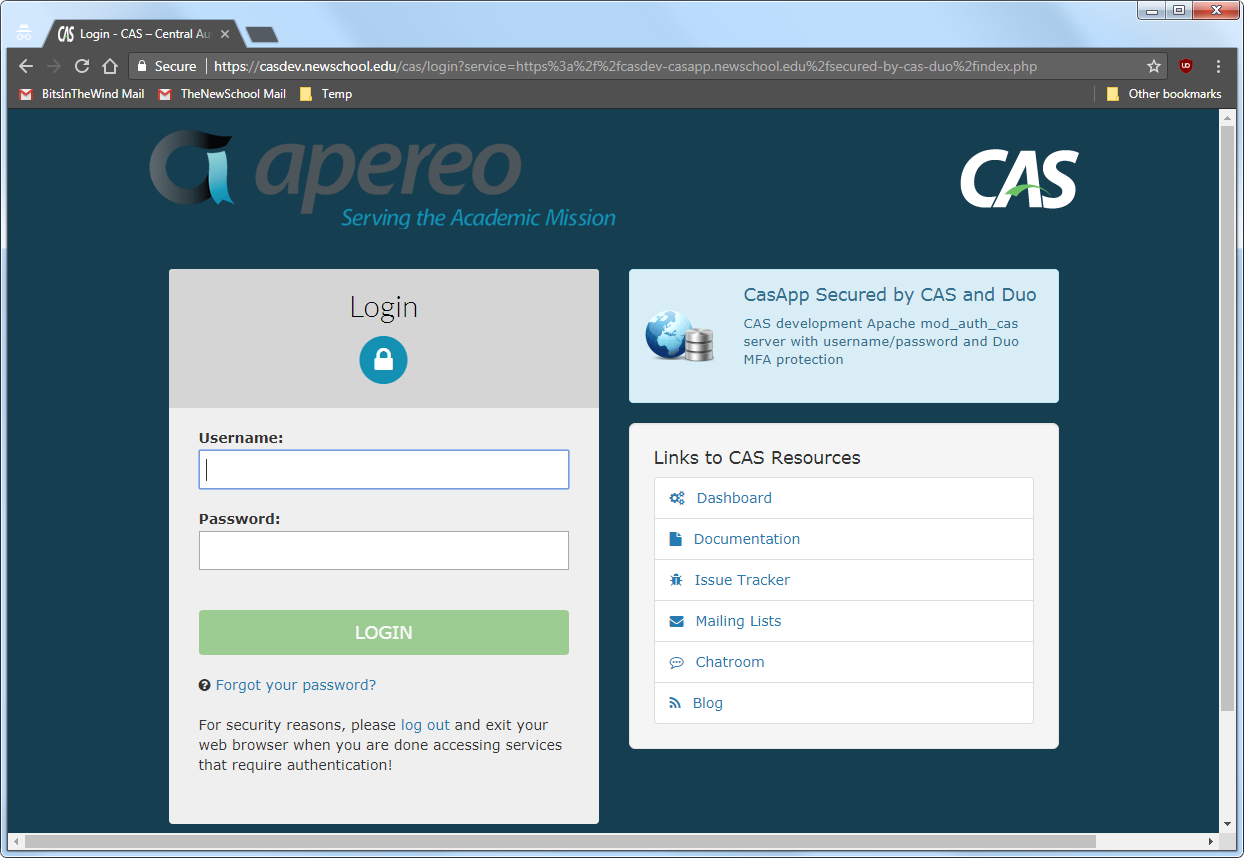 CAS Login - CAS – Central Au
Secure https://casdev.newschool.edu/cas/login?service=https%3a%2f%2fcasdev-casapp.newschool.edu%2fsecured-by-cas-duo%2findex.php
BitsInTheWind Mail TheNewSchool Mail Temp Other bookmarks
apereo
Serving the Academic Mission
CAS
Login
Username:
Password:
LOGIN
Forgot your password?
For security reasons, please log out and exit your
web browser when you are done accessing services
that require authentication!
CasApp Secured by CAS and Duo
CAS development Apache mod_auth_cas
server with username/password and Duo
MFA protection
Links to CAS Resources
Dashboard
Documentation
Issue Tracker
Mailing Lists
Chatroom
Blog